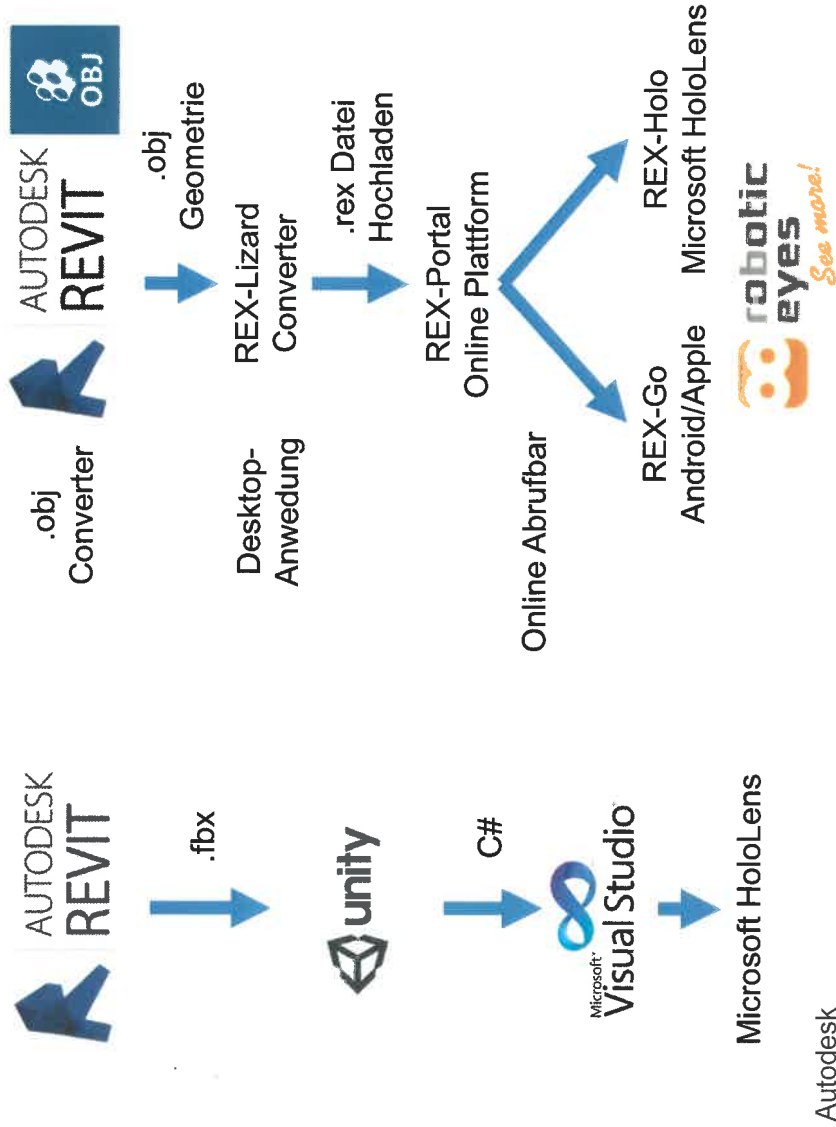 AUTODESK
REVIT
.fbx
unity
C#
Microsoft
Visual Studio
Microsoft HoloLens
Autodesk
.obj
Converter
AUTODESK
REVIT
OBJ
.obj
Geometrie
Desktop-
Anwedung
REX-Lizard
Converter
.rex Datei
Hochladen
REX-Portal
Online Plattform
Online Abrufbar
REX-Go
Android/Apple
REX-Holo
Microsoft HoloLens
robotic
eyes
See more!